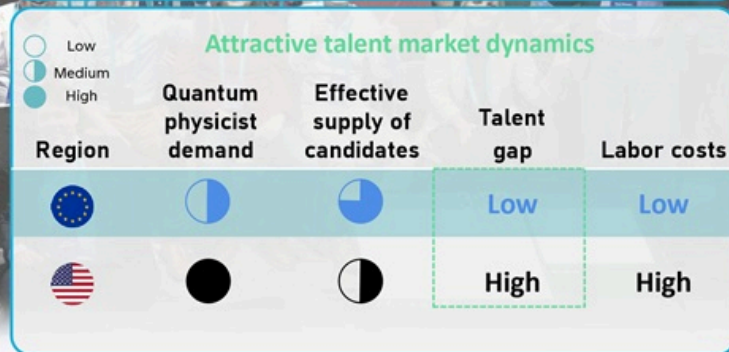 Low
Medium
High
Attractive talent market dynamics
Region
Quantum
physicist
demand
Effective
supply of
candidates
Talent
gap
Labor costs
Low
Low
High
High